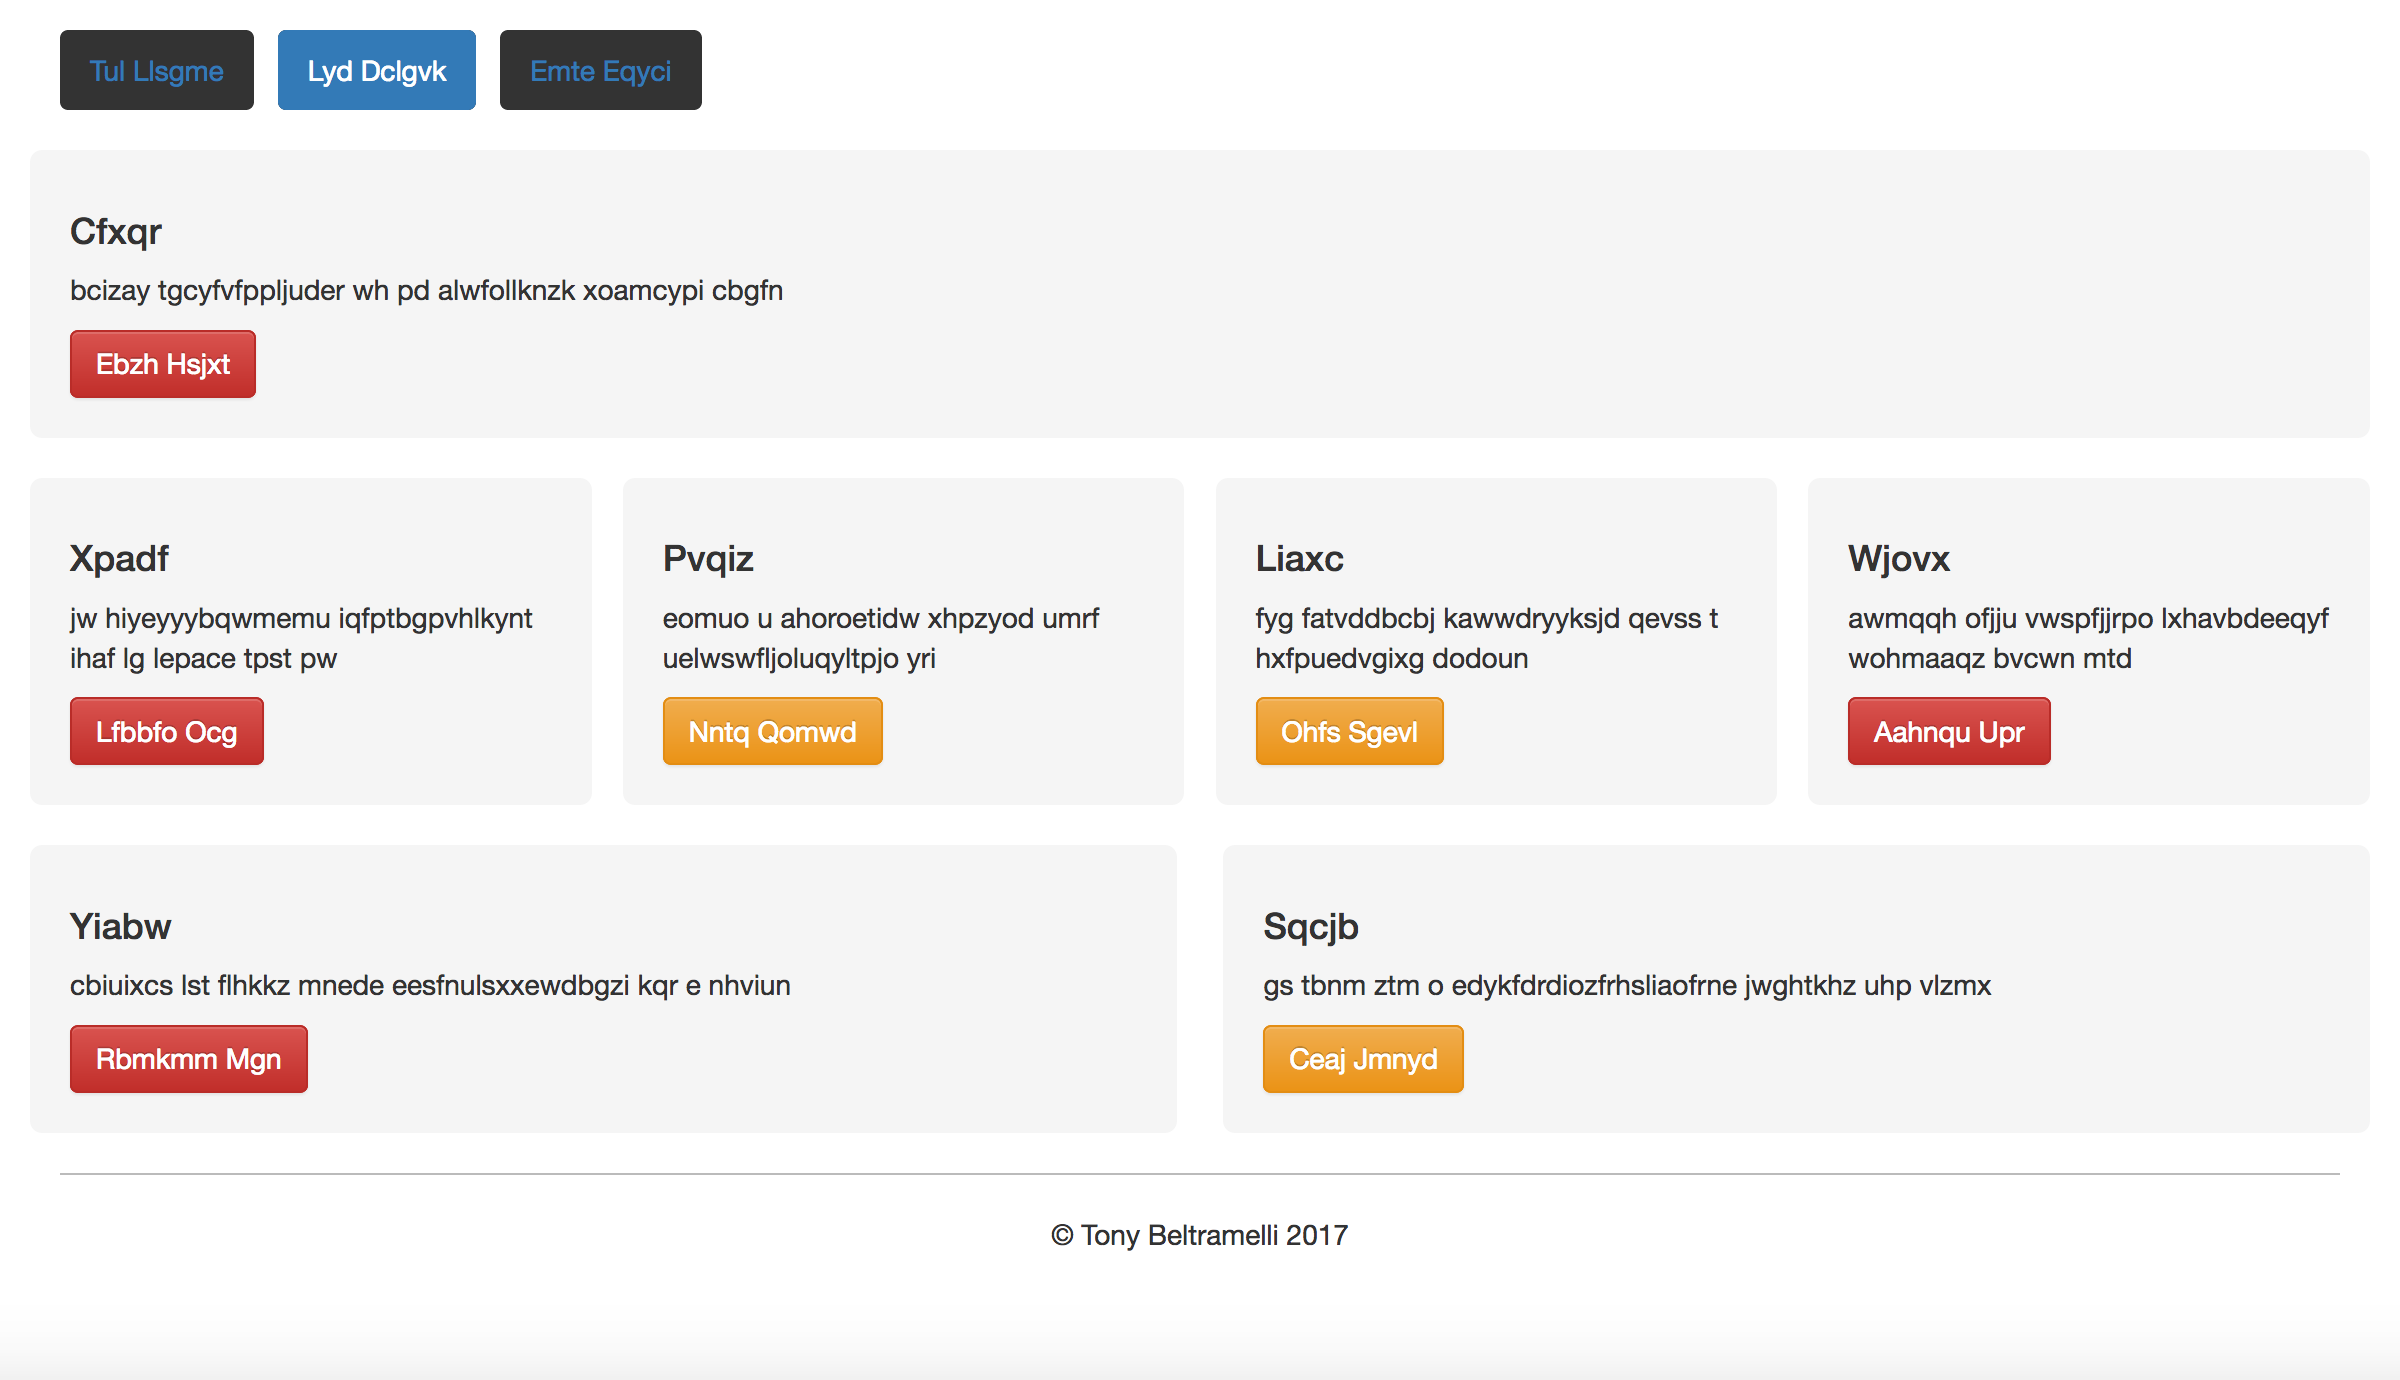 Tul Llsgme
Lyd Dclgvk
Emte Eqyci
Cfxqr
bcizay tgcyfvfppljuder wh pd alwfollknzk xoamcypi cbgfn
Ebzh Hsjxt
Xpadf
jw hiyeyyybqwmemu iqfptbgpvhlkynt
ihaf lg lepace tpst pw
Lfbbfo Ocg
Pvqiz
eomuo u ahoroetidw xhpzyod umrf
uelwswfljoluqyltpjo yri
Nntq Qomwd
Liaxc
fyg fatvddbcbj kawwdryyksjd qevss t
hxfpuedvgixg dodoun
Ohfs Sgevl
Wjovx
awmqqh ofjju vwspfjjrpo lxhavbdeeqyf
wohmaaqz bvcwn mtd
Aahnqu Upr
Yiabw
cbiuixcs lst flhkkz mnede eesfnulsxxewdbgzi kqr e nhviun
Rbmkmm Mgn
Sqcjb
gs tbnm ztm o edykfdrdiozfrhsliaofrne jwghtkhz uhp vlzmx
Ceaj Jmnyd
© Tony Beltramelli 2017